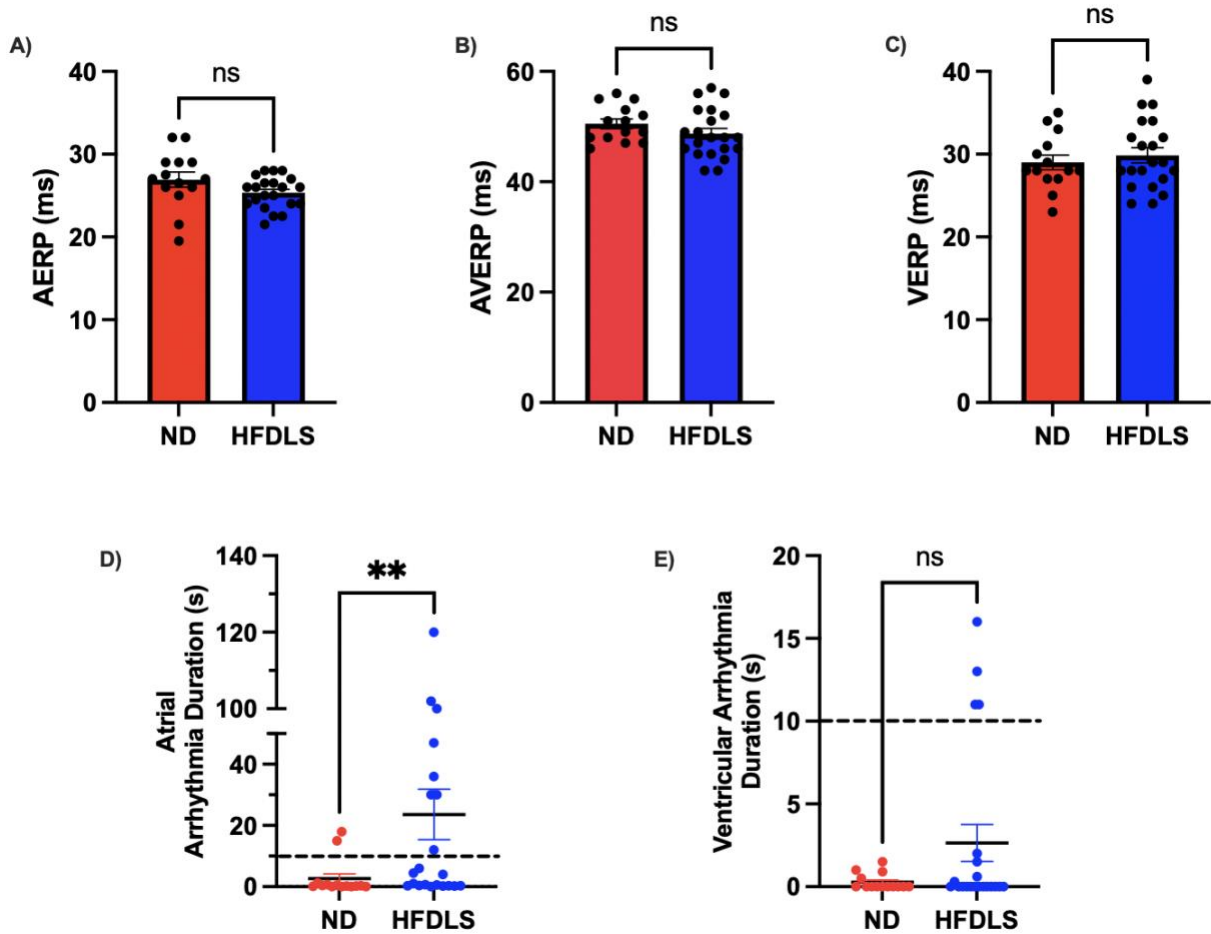 A)
ns
AERP (ms)
40
30
20
10
0
ND HFDLS
B)
ns
AVERP (ms)
60
40
20
0
ND HFDLS
C)
ns
VERP (ms)
40
30
20
10
0
ND HFDLS
D)
**
Atrial
Arrhythmia Duration (s)
140
120
100
40
20
0
ND HFDLS
E)
ns
Ventricular Arrhythmia
Duration (s)
20
15
10
5
0
ND HFDLS